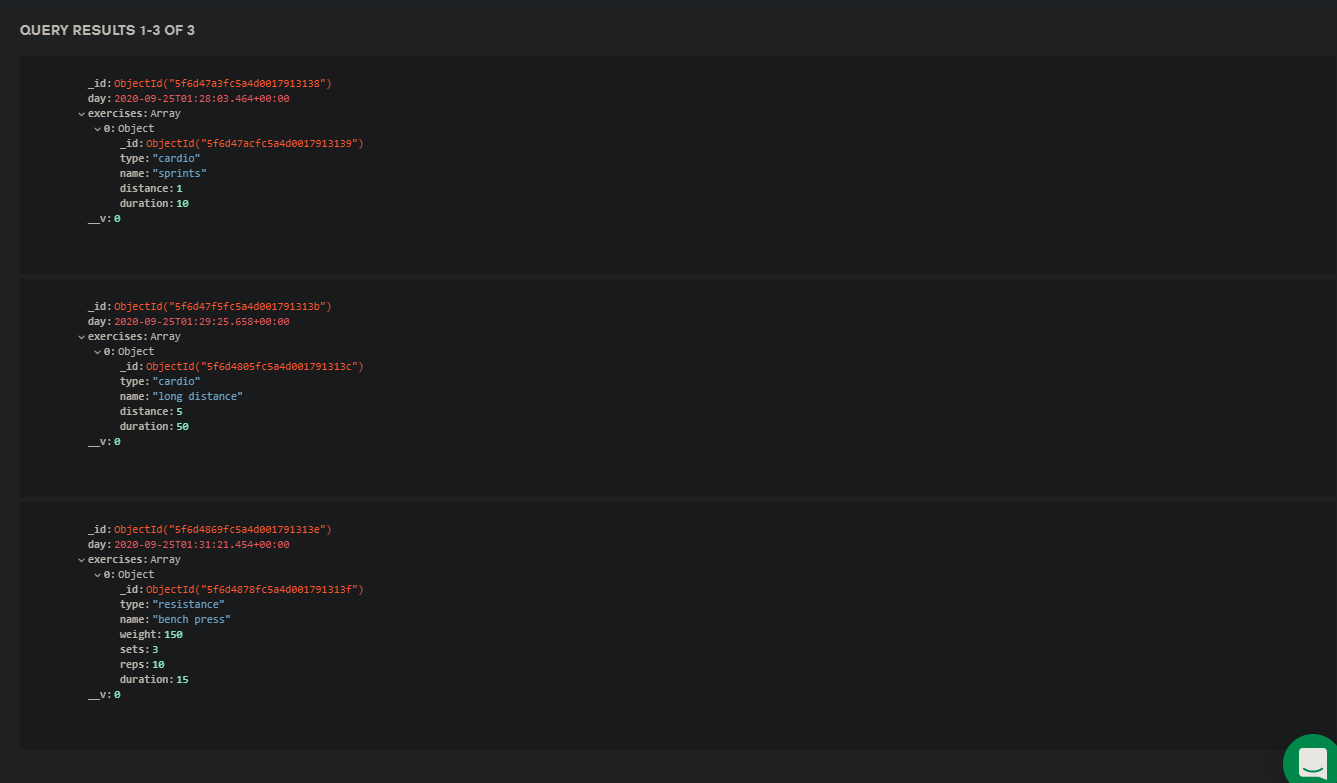 QUERY RESULTS 1-3 OF 3
_id: ObjectId("5f6d47a3fc5a4d0017913138")
day: 2020-09-25T01:28:03.464+00:00
exercises: Array
0: Object
_id: ObjectId("5f6d47acfc5a4d0017913139")
type: "cardio"
name: "sprints"
distance: 1
duration: 10
__v: 0
_id: ObjectId("5f6d47f5fc5a4d001791313b")
day: 2020-09-25T01:29:25.658+00:00
exercises: Array
0: Object
_id: ObjectId("5f6d4805fc5a4d001791313c")
type: "cardio"
name: "long distance"
distance: 5
duration: 50
__v: 0
_id: ObjectId("5f6d4869fc5a4d001791313e")
day: 2020-09-25T01:31:21.454+00:00
exercises: Array
0: Object
_id: ObjectId("5f6d4878fc5a4d001791313f")
type: "resistance"
name: "bench press"
weight: 150
sets: 3
reps: 10
duration: 15
__v: 0